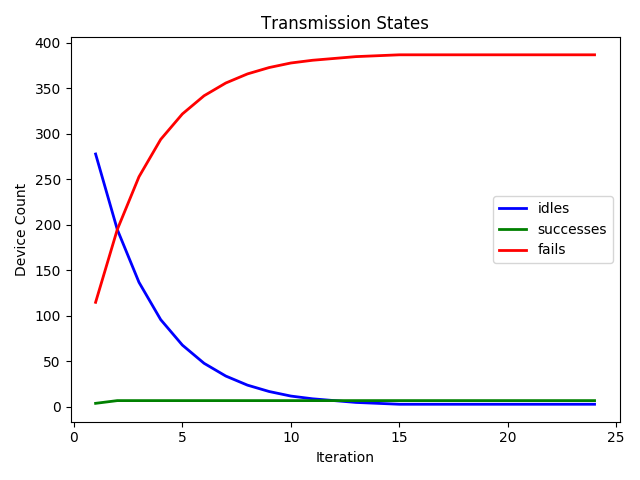 Transmission States
Device Count
400
350
300
250
200
150
100
50
0
idles
successes
fails
0 5 10 15 20 25
Iteration